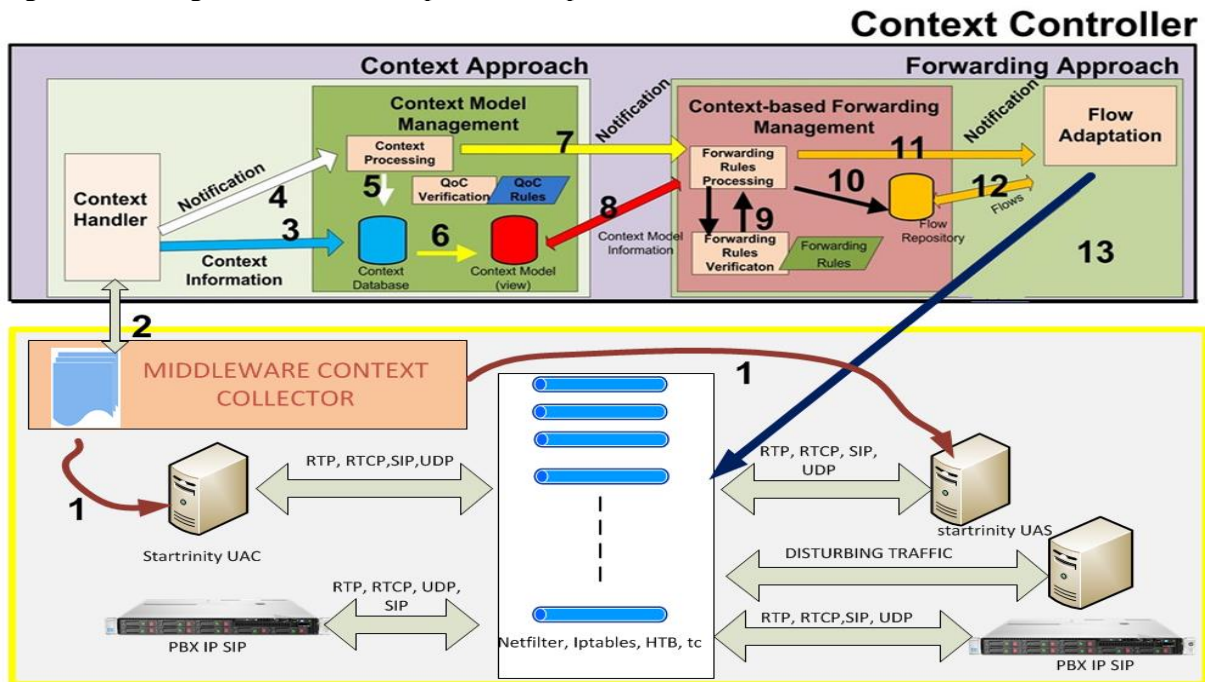 Context Controller
Context Approach
Forwarding Approach
Context Model
Management
Notification
Context-based Forwarding
Management
Notification
Flow
Adaptation
7
11
Context
Processing
Forwarding
Rules
Processing
Notification
4
5
QoC
Verification
QoC
Rules
10
12
Flows
Context
Handler
3
6
8
9
Context
Information
Context
Database
Context Model
(view)
Context Model
Information
Forwarding
Rules
Verificaton
Forwarding
Rules
Flow
Repository
13
2
MIDDLEWARE CONTEXT
COLLECTOR
1
1
RTP, RTCP,SIP,UDP
RTP, RTCP, SIP,
UDP
Startrinity UAC
startrinity UAS
DISTURBING TRAFFIC
RTP, RTCP, UDP,
SIP
RTP, RTCP,SIP, UDP
PBX IP SIP
Netfilter, Iptables, HTB, tc
PBX IP SIP